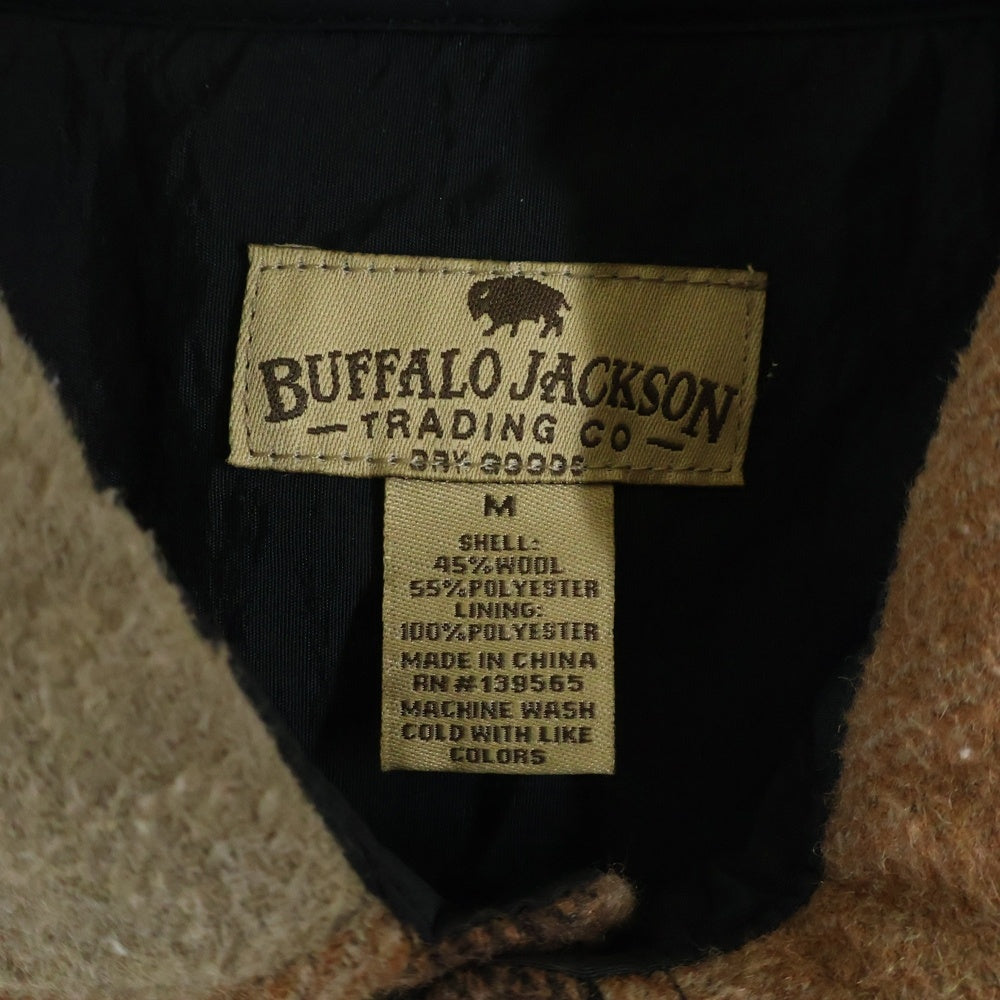 BUFFALO JACKSON
— TRADING CO —
DRY GOODS
M
SHELL:
45%WOOL
55%POLYESTER
LINING:
100%POLYESTER
MADE IN CHINA
RN #139565
MACHINE WASH
COLD WITH LIKE
COLORS